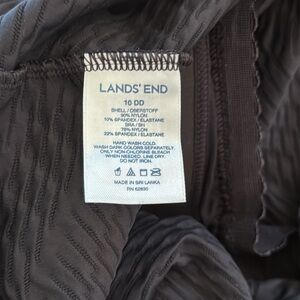 LANDS' END
10 DD
SHELL / OBERSTOFF
90% NYLON
10% SPANDEX / ELASTANE
BRA / BH
78% NYLON
22% SPANDEX / ELASTANE
HAND WASH COLD.
WASH DARK COLORS SEPARATELY.
ONLY NON-CHLORINE BLEACH
WHEN NEEDED. LINE DRY.
DO NOT IRON.
MADE IN SRI LANKA
RN 62830